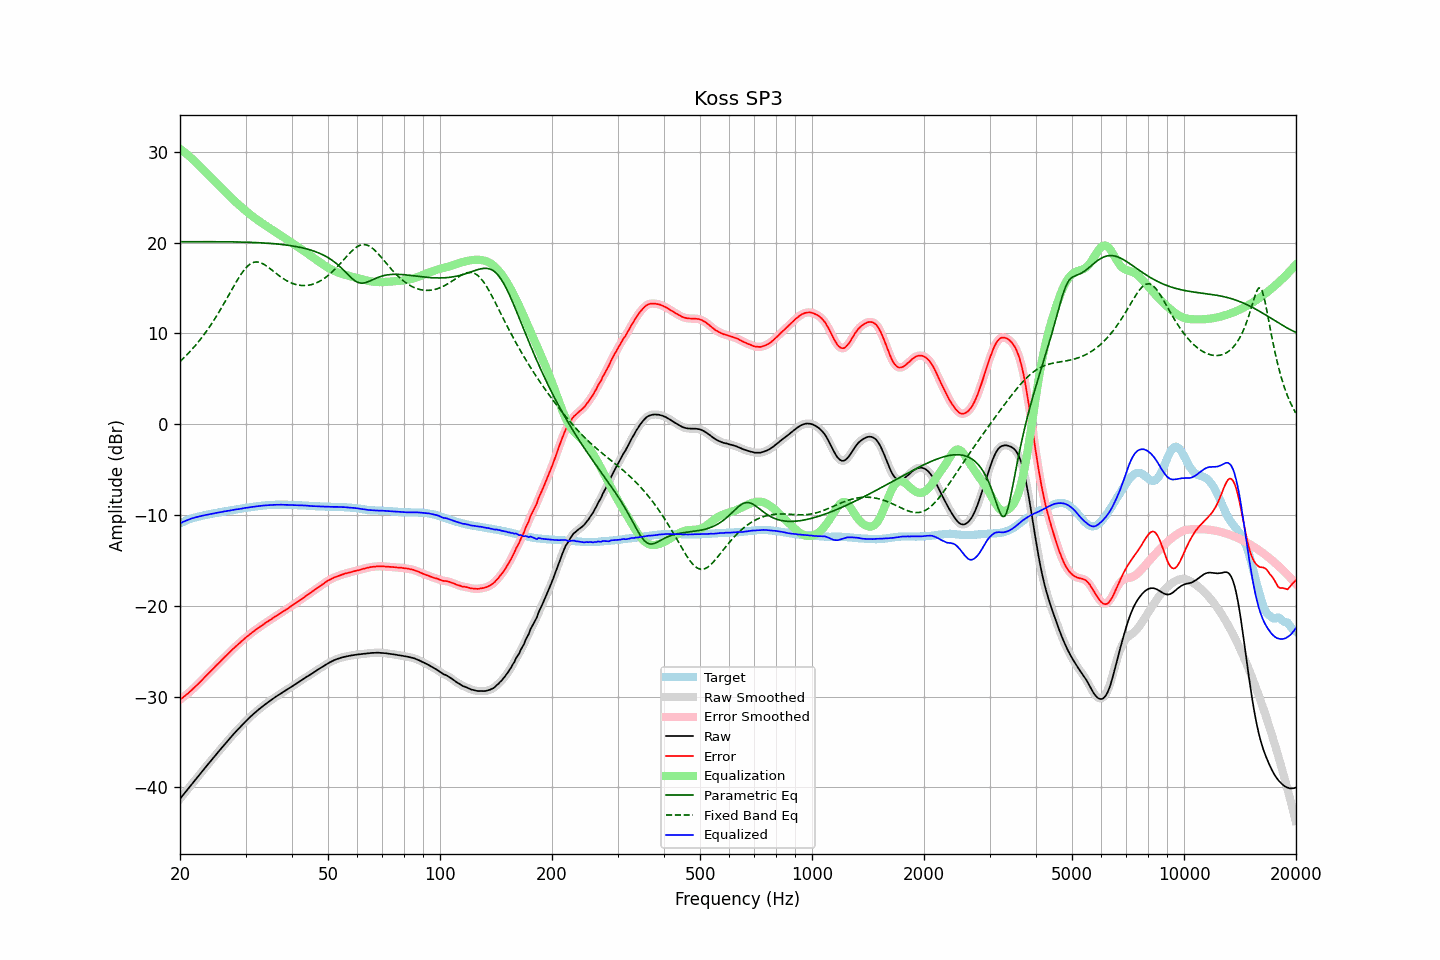 Koss SP3
Amplitude (dBr)
30
20
10
0
−10
−20
−30
−40
Target
Raw Smoothed
Error Smoothed
Raw
Error
Equalization
Parametric Eq
Fixed Band Eq
Equalized
20 50 100 200 500 1000 2000 5000 10000 20000
Frequency (Hz)